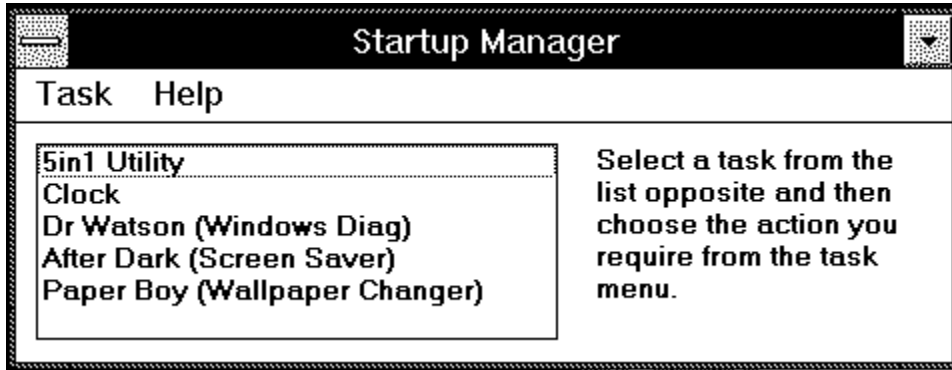 Startup Manager
Task Help
5in1 Utility
Clock
Dr Watson (Windows Diag)
After Dark (Screen Saver)
Paper Boy (Wallpaper Changer)
Select a task from the
list opposite and then
choose the action you
require from the task
menu.